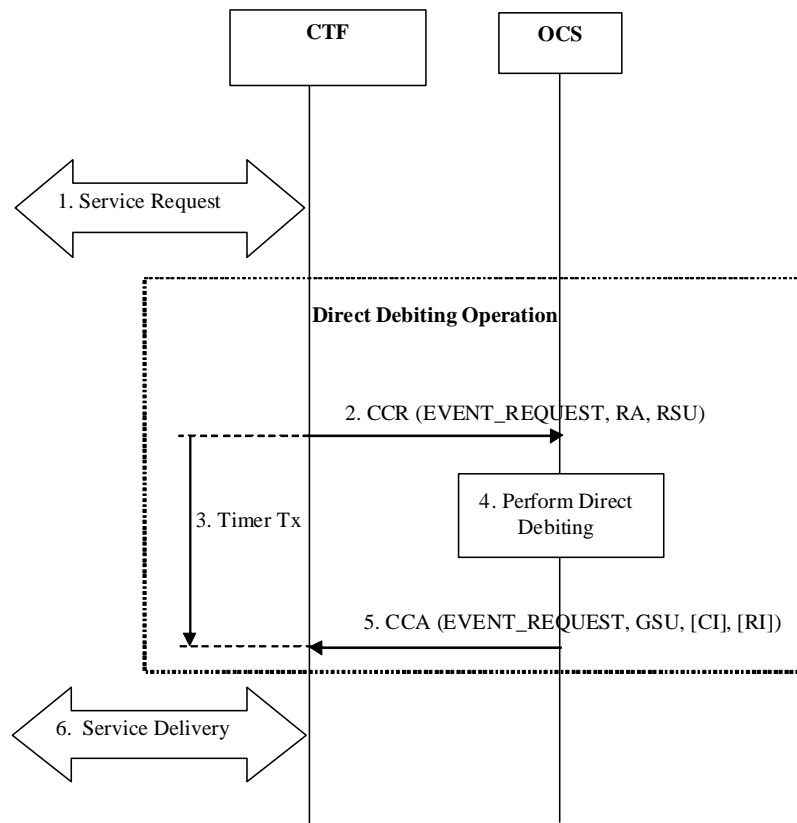 CTF
OCS
1. Service Request
Direct Debiting Operation
2. CCR (EVENT_REQUEST, RA, RSU)
3. Timer Tx
4. Perform Direct
Debiting
5. CCA (EVENT_REQUEST, GSU, [CI], [RI])
6. Service Delivery